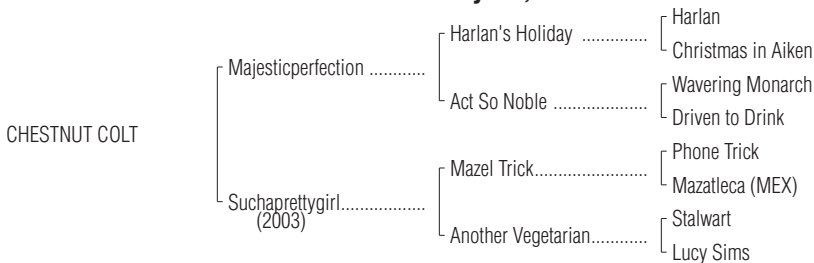 Harlan
Harlan's Holiday .............
Christmas in Aiken
Majesticperfection ............
Wavering Monarch
Act So Noble ....................
Driven to Drink
CHESTNUT COLT
Phone Trick
Mazel Trick........................
Mazatleca (MEX)
Suchaprettygirl..................
(2003)
Stalwart
Another Vegetarian............
Lucy Sims